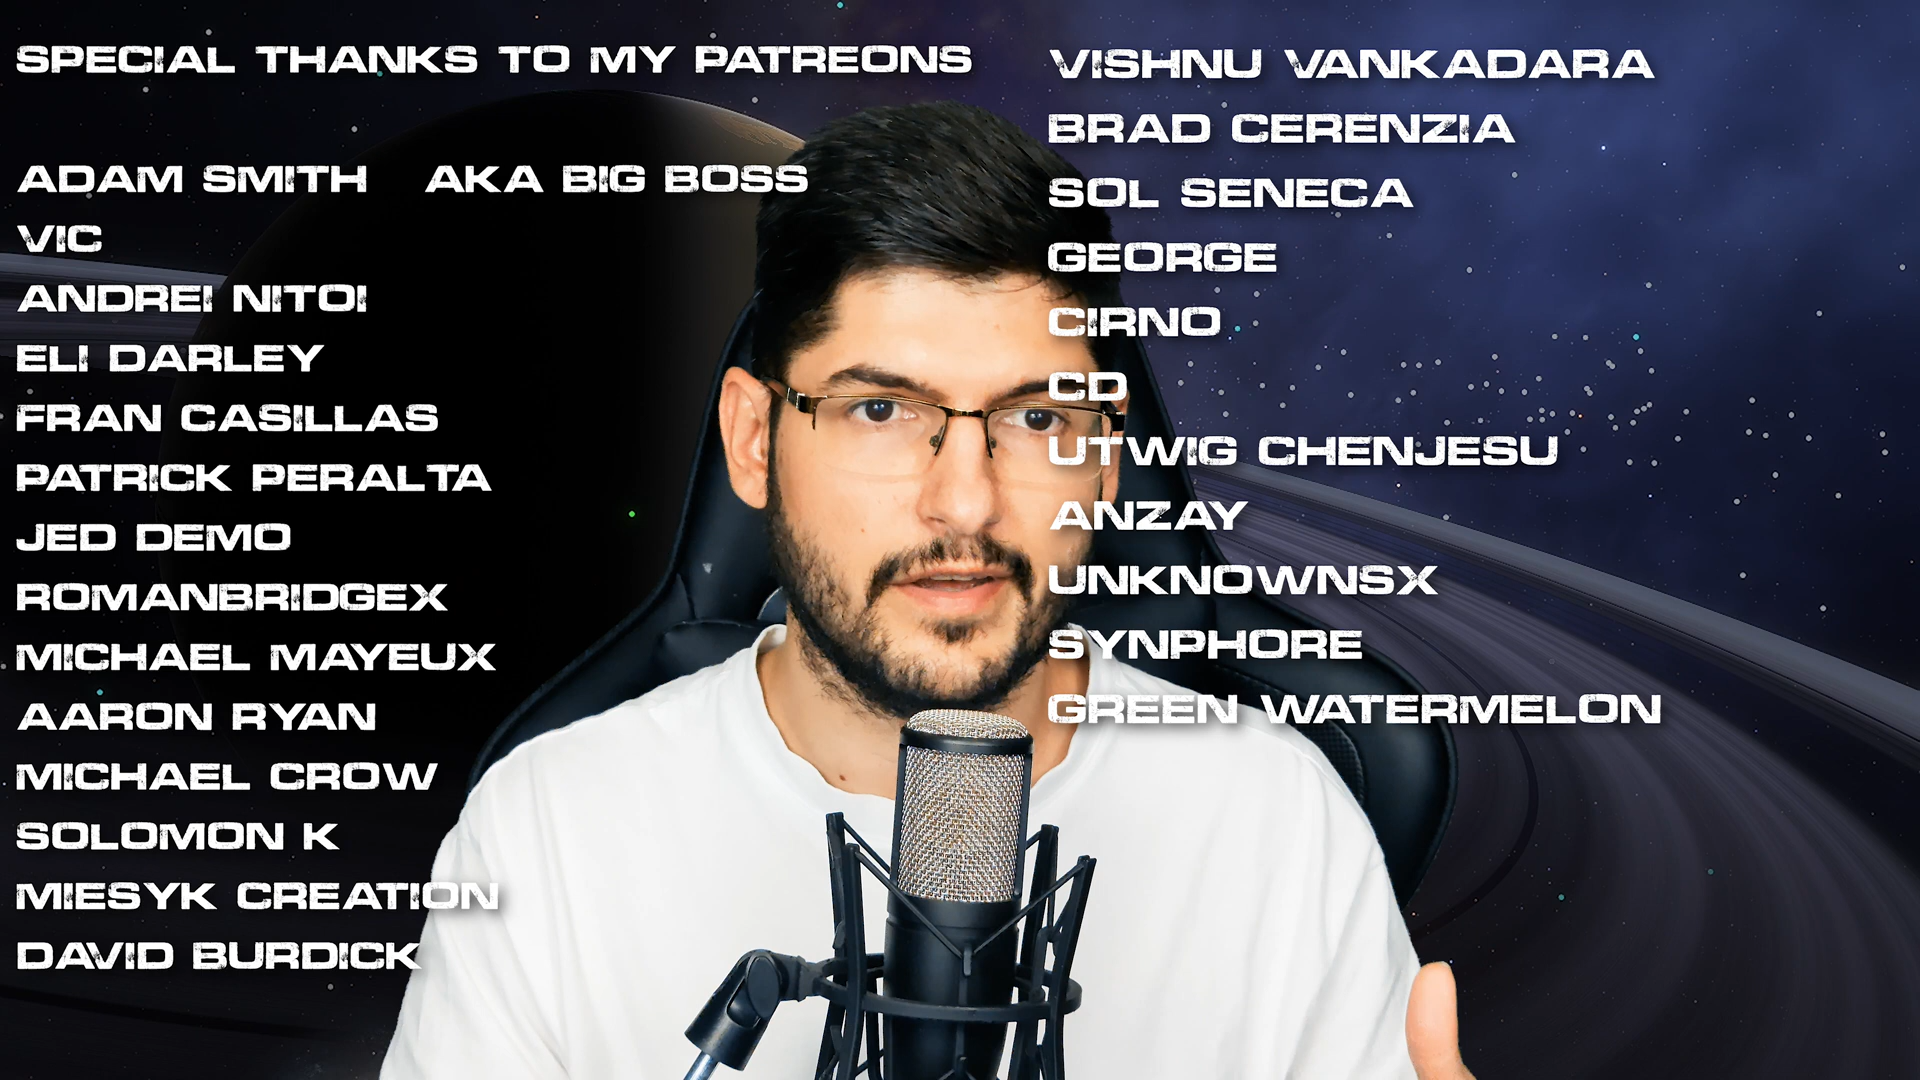 SPECIAL THANKS TO MY PATREONS
ADAM SMITH AKA BIG BOSS
VIC
ANDREI NITOI
ELI DARLEY
FRAN CASILLAS
PATRICK PERALTA
JED DEMO
ROMANBRIDGEX
MICHAEL MAYEUX
AARON RYAN
MICHAEL CROW
SOLOMON K
MIESYK CREATION
DAVID BURDICK
VISHNU VANKADARA
BRAD CERENZIA
SOL SENECA
GEORGE
CIRNO
CD
UTWIG CHENJESU
ANZAY
UNKNOWNSX
SYNPHORE
GREEN WATERMELON